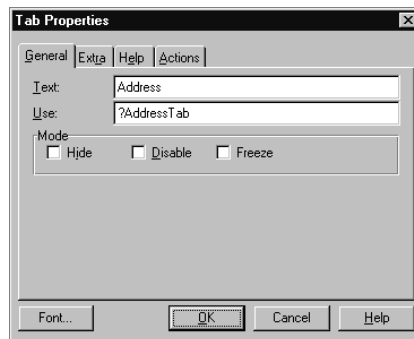 Tab Properties
General Extra Help Actions
Text: Address
Use: ?AddressTab
Mode
Hide Disable Freeze
Font... OK Cancel Help